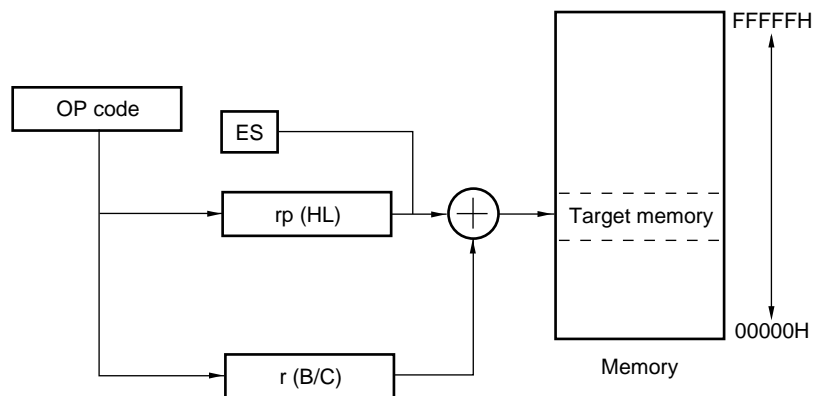 FFFFFH
OP code
ES
rp (HL)
Target memory
00000H
r (B/C)
Memory